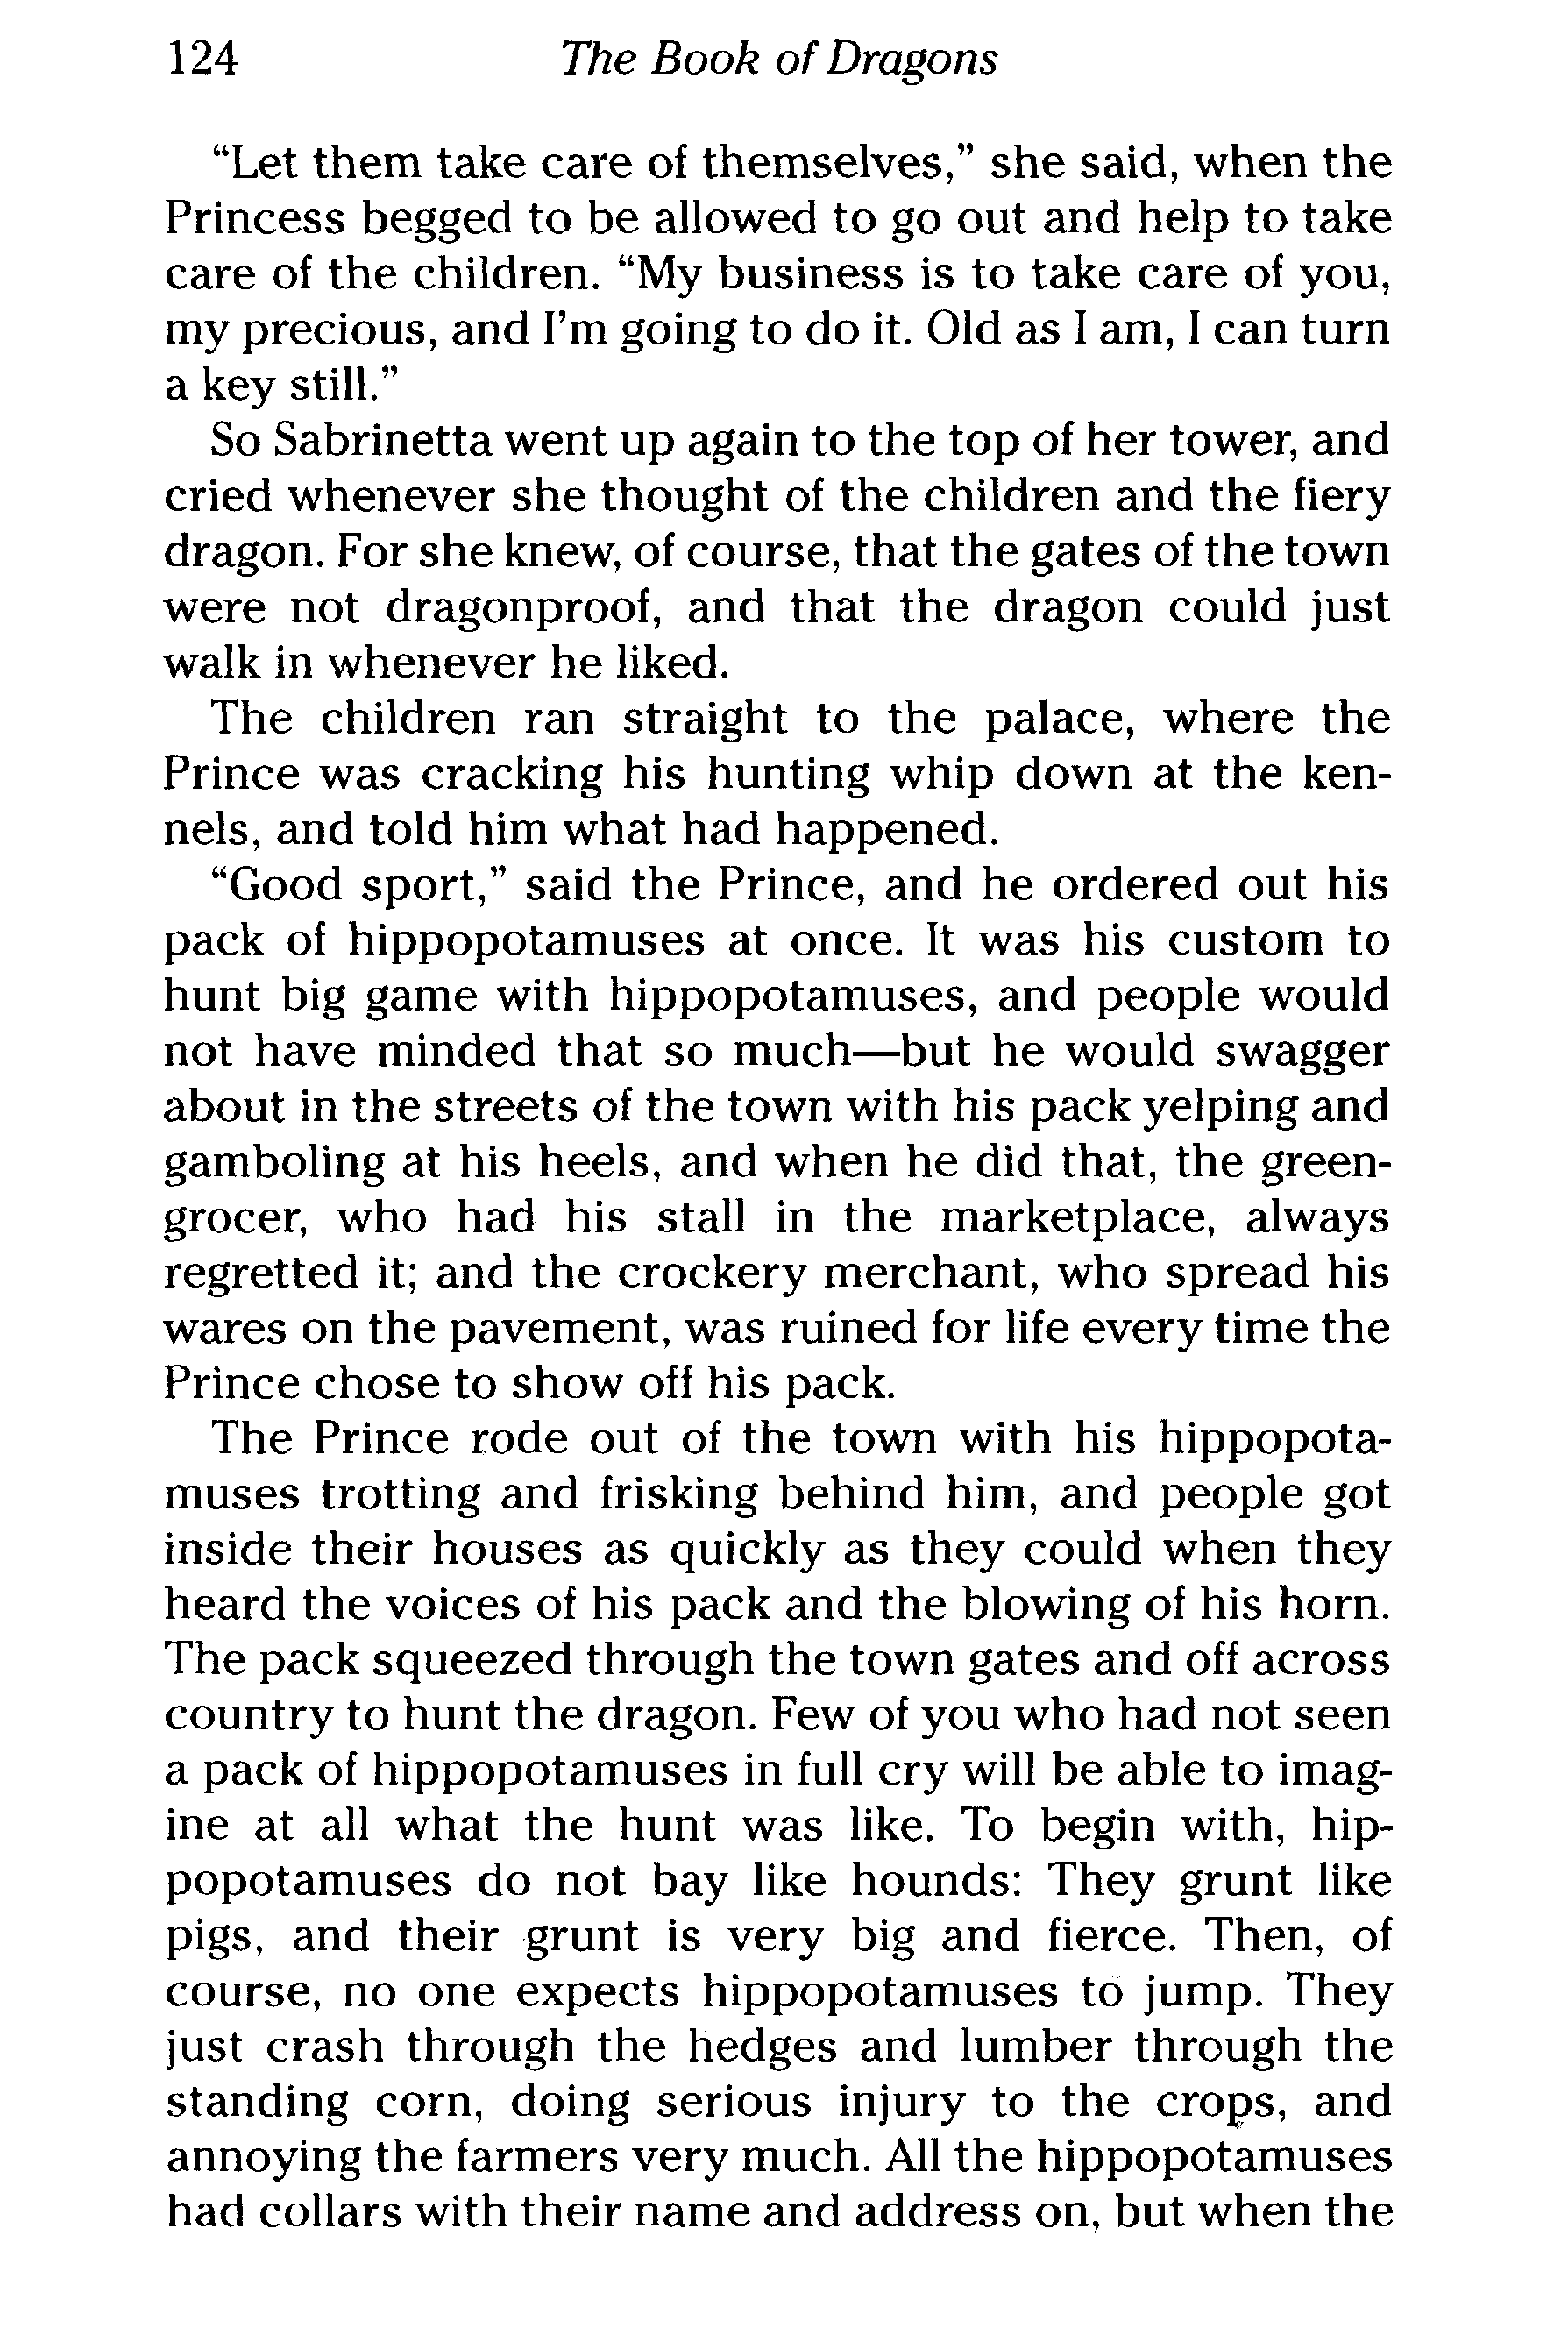 124 The Book of Dragons
“Let them take care of themselves,” she said, when the
Princess begged to be allowed to go out and help to take
care of the children. “My business is to take care of you,
my precious, and I’m going to do it. Old as I am, I can turn
a key still.”
So Sabrinetta went up again to the top of her tower, and
cried whenever she thought of the children and the fiery
dragon. For she knew, of course, that the gates of the town
were not dragonproof, and that the dragon could just
walk in whenever he liked.
The children ran straight to the palace, where the
Prince was cracking his hunting whip down at the ken-
nels, and told him what had happened.
“Good sport,” said the Prince, and he ordered out his
pack of hippopotamuses at once. It was his custom to
hunt big game with hippopotamuses, and people would
not have minded that so much—but he would swagger
about in the streets of the town with his pack yelping and
gamboling at his heels, and when he did that, the green-
grocer, who had his stall in the marketplace, always
regretted it; and the crockery merchant, who spread his
wares on the pavement, was ruined for life every time the
Prince chose to show off his pack.
The Prince rode out of the town with his hippopota-
muses trotting and frisking behind him, and people got
inside their houses as quickly as they could when they
heard the voices of his pack and the blowing of his horn.
The pack squeezed through the town gates and off across
country to hunt the dragon. Few of you who had not seen
a pack of hippopotamuses in full cry will be able to imag-
ine at all what the hunt was like. To begin with, hip-
popotamuses do not bay like hounds: They grunt like
pigs, and their grunt is very big and fierce. Then, of
course, no one expects hippopotamuses to jump. They
just crash through the hedges and lumber through the
standing corn, doing serious injury to the crops, and
annoying the farmers very much. All the hippopotamuses
had collars with their name and address on, but when the